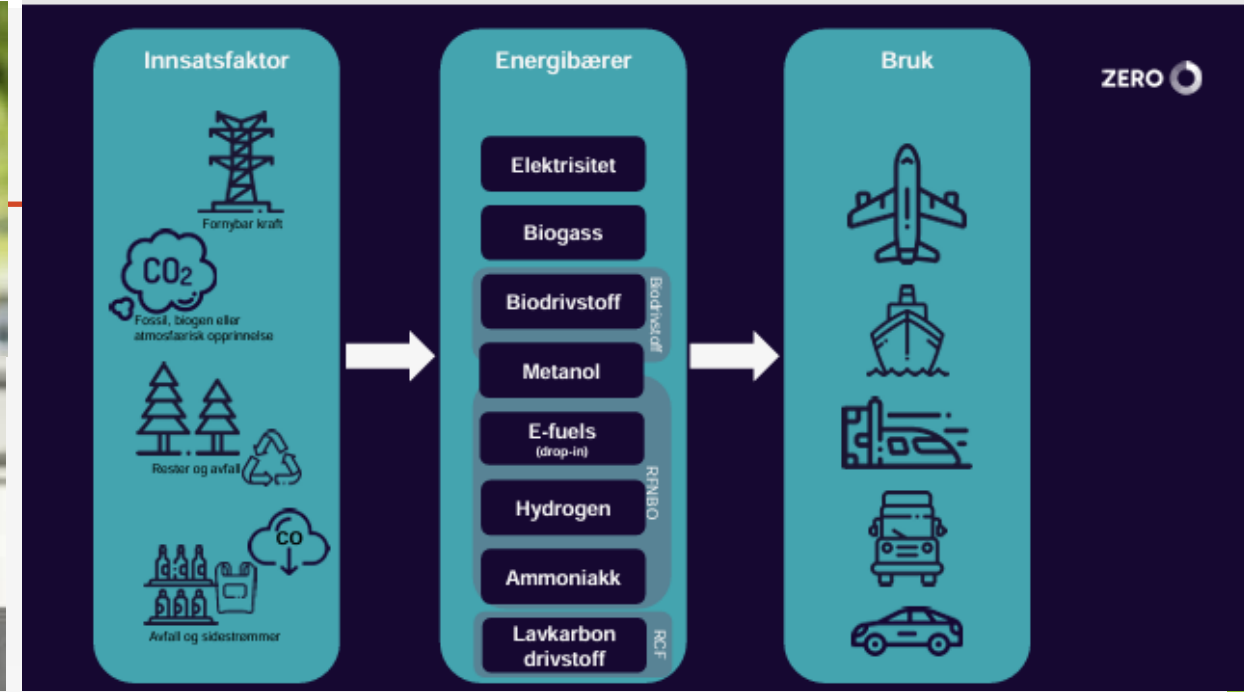 Innsatsfaktor
Fornybar kraft
CO2
Fossil, biogen eller
atmosfærisk opprinnelse
Rester og avfall
CO
Avfall og sidestrømmer
Energibærer
Elektrisitet
Biogass
Biodrivstoff
Biodrivstoff
Metanol
E-fuels
(drop-in)
Hydrogen
RFNBO
Ammoniakk
Lavkarbon
drivstoff
RCF
Bruk
ZERO